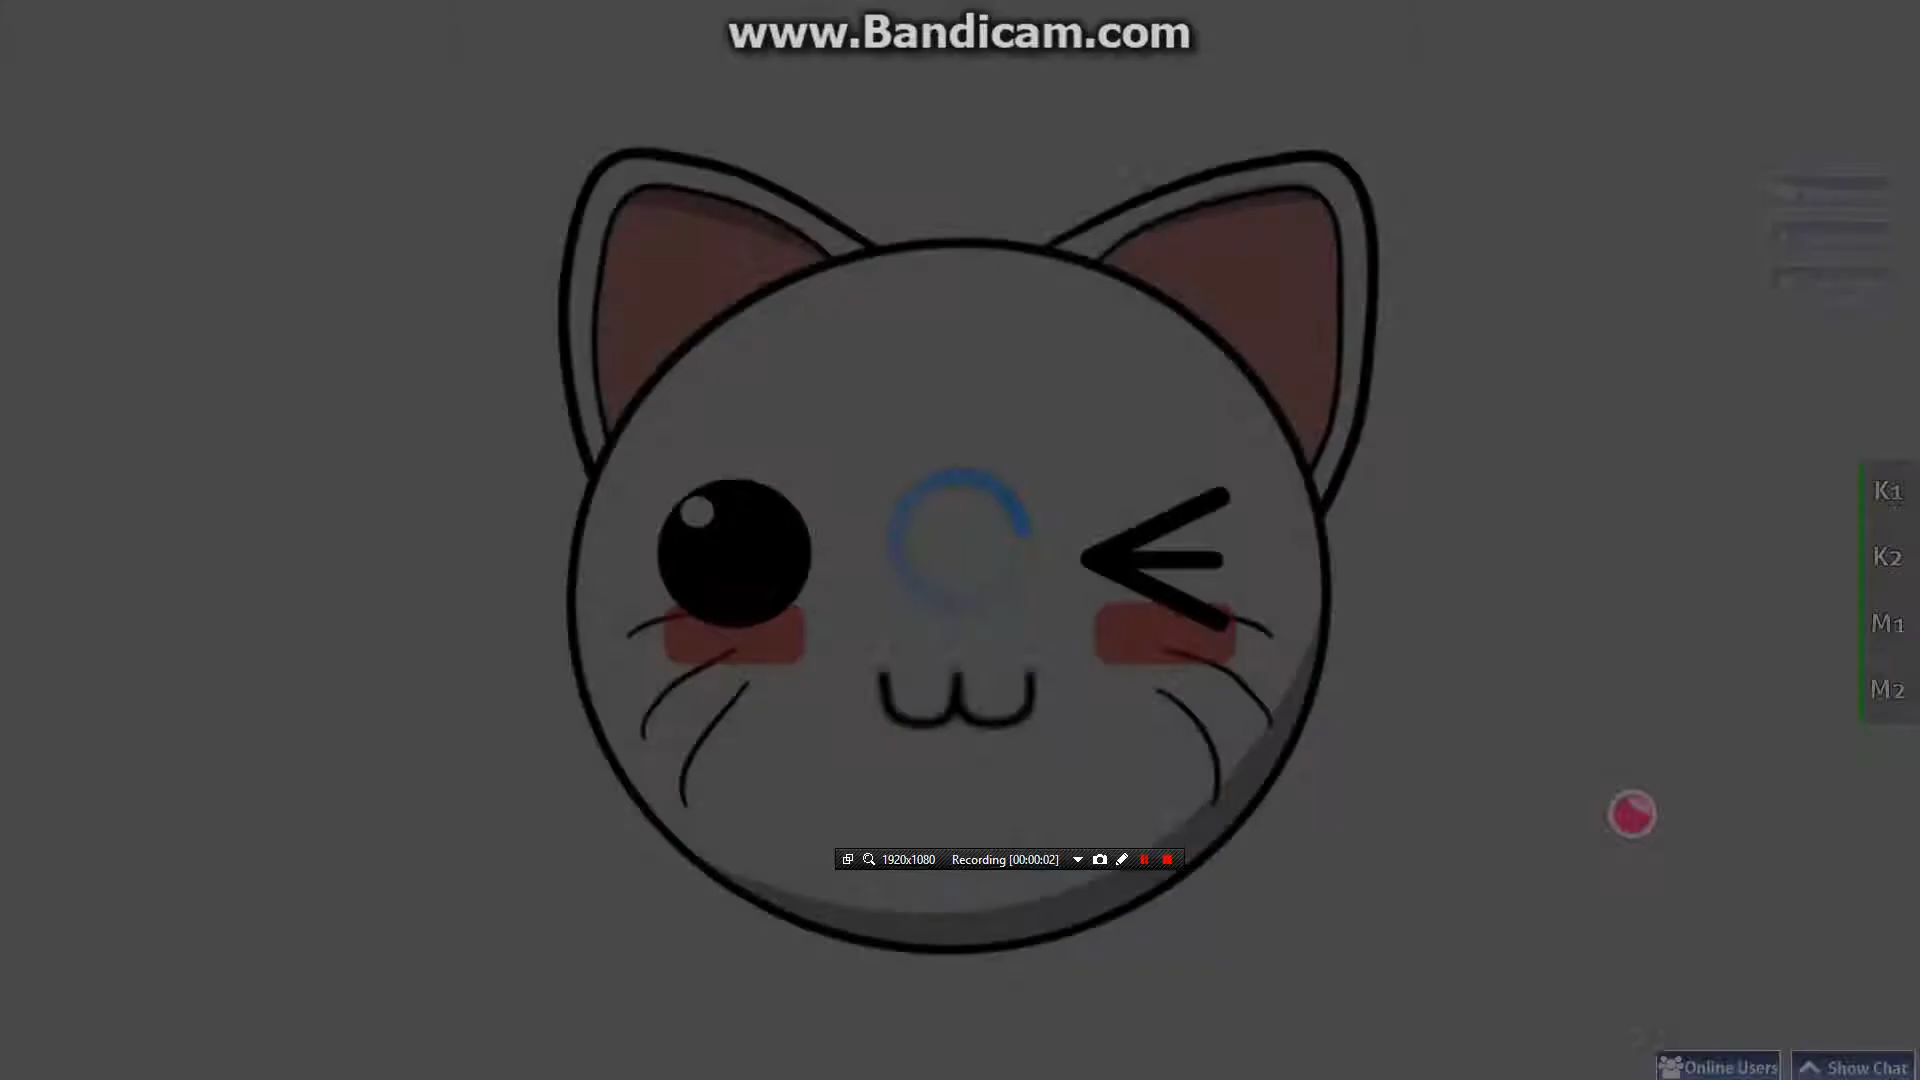 www.Bandicam.com
K1
K2
M1
M2
1920x1080 Recording [00:00:02]
Online Users Show Chat